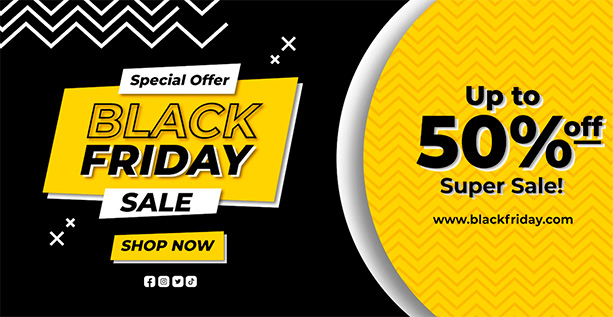 Special Offer
BLACK
FRIDAY
SALE
SHOP NOW
Up to
50% off
Super Sale!
www.blackfriday.com